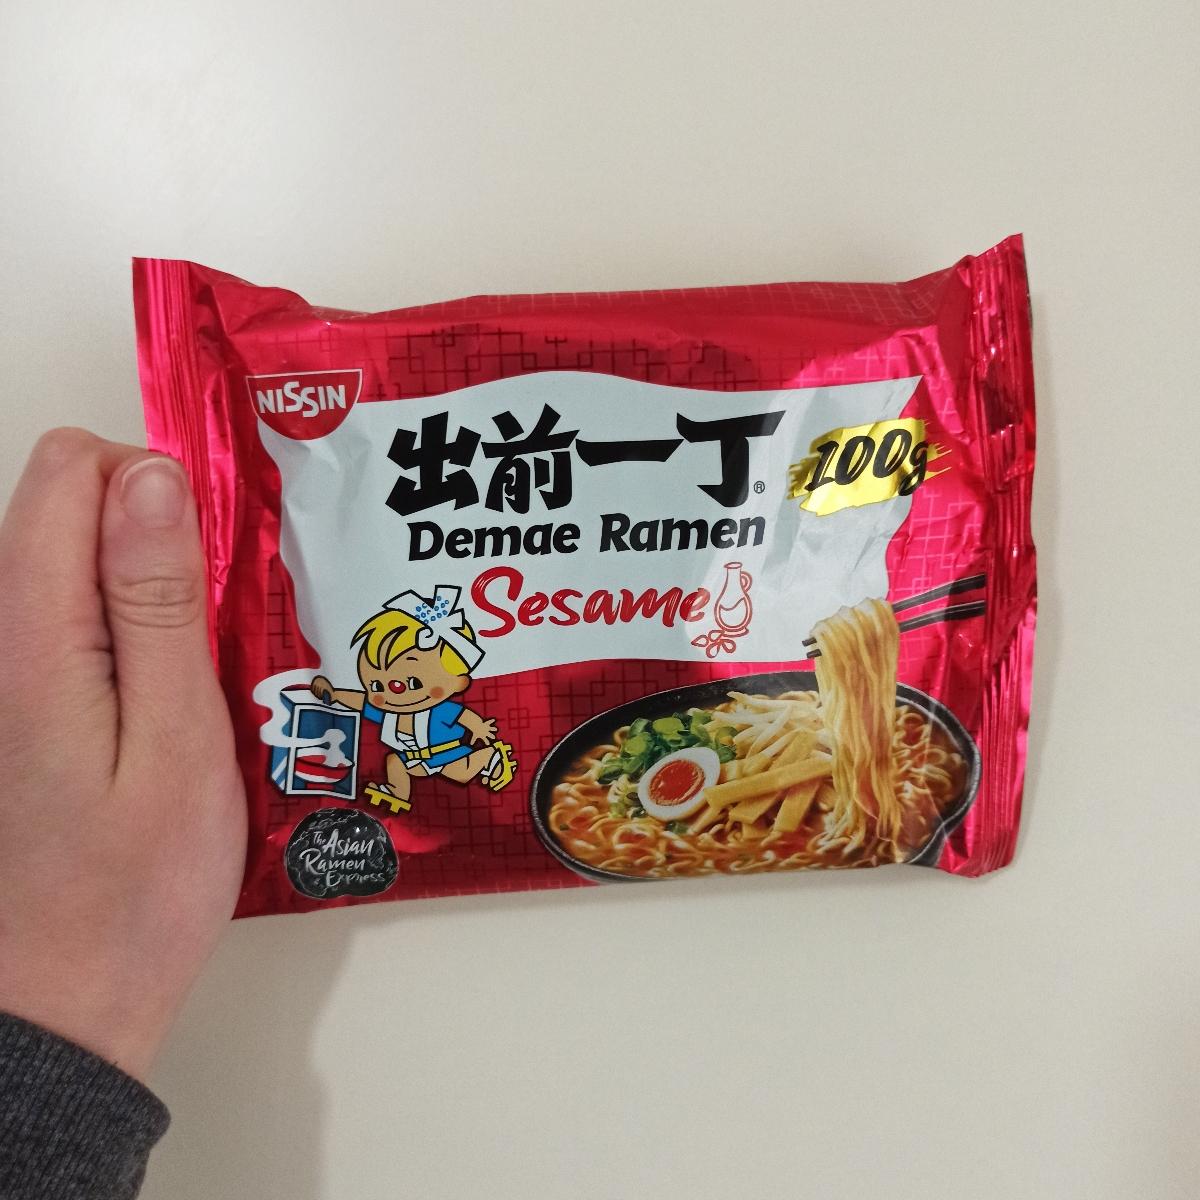 NISSIN
出前一丁®
100g
Demae Ramen
Sesame
The Asian
Ramen
Express